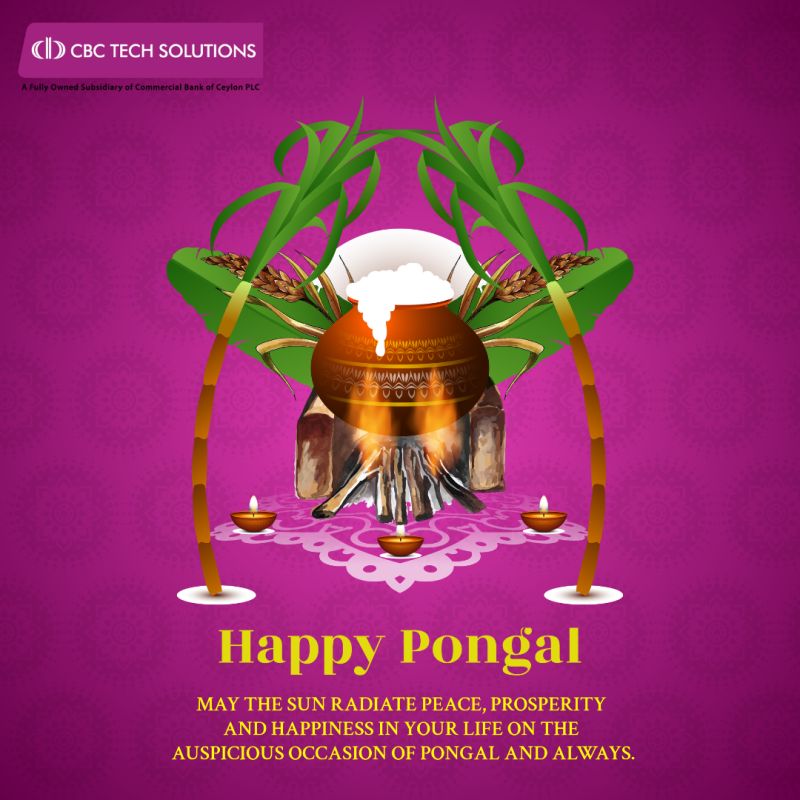 CBC TECH SOLUTIONS
A Fully Owned Subsidiary of Commercial Bank of Ceylon PLC
Happy Pongal
MAY THE SUN RADIATE PEACE, PROSPERITY
AND HAPPINESS IN YOUR LIFE ON THE
AUSPICIOUS OCCASION OF PONGAL AND ALWAYS.